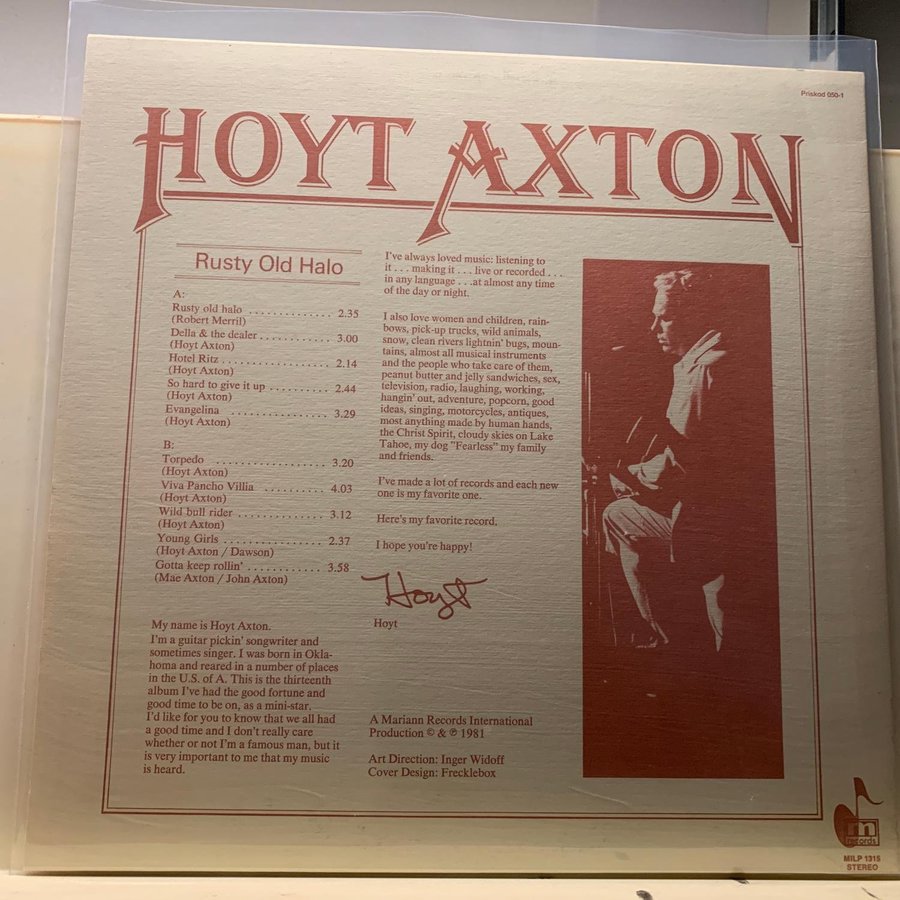 Priskod 050-1
HOYT AXTON
Rusty Old Halo
A:
Rusty old halo . . . . . . . . . . . . . 2.35
(Robert Merril)
Della & the dealer . . . . . . . . . . . 3.00
(Hoyt Axton)
Hotel Ritz . . . . . . . . . . . . . . . . . . 2.14
(Hoyt Axton)
So hard to give it up . . . . . . . . . 2.44
(Hoyt Axton)
Evangelina . . . . . . . . . . . . . . . . 3.29
(Hoyt Axton)
B:
Torpedo . . . . . . . . . . . . . . . . . . 3.20
(Hoyt Axton)
Viva Pancho Villia . . . . . . . . . . 4.03
(Hoyt Axton)
Wild bull rider . . . . . . . . . . . . . . 3.12
(Hoyt Axton)
Young Girls . . . . . . . . . . . . . . . . 2.37
(Hoyt Axton / Dawson)
Gotta keep rollin' . . . . . . . . . . . . 3.58
(Mae Axton / John Axton)
My name is Hoyt Axton.
I'm a guitar pickin' songwriter and
sometimes singer. I was born in Okla-
homa and reared in a number of places
in the U.S. of A. This is the thirteenth
album I've had the good fortune and
good time to be on, as a mini-star.
I'd like for you to know that we all had
a good time and I don't really care
whether or not I'm a famous man, but it
is very important to me that my music
is heard.
I've always loved music: listening to
it . . . making it . . . live or recorded . . .
in any language . . .at almost any time
of the day or night.
I also love women and children, rain-
bows, pick-up trucks, wild animals,
snow, clean rivers lightnin' bugs, moun-
tains, almost all musical instruments
and the people who take care of them,
peanut butter and jelly sandwiches, sex,
television, radio, laughing, working,
hangin' out, adventure, popcorn, good
ideas, singing, motorcycles, antiques,
most anything made by human hands,
the Christ Spirit, cloudy skies on Lake
Tahoe, my dog "Fearless" my family
and friends.
I've made a lot of records and each new
one is my favorite one.
Here's my favorite record.
I hope you're happy!
Hoyt
Hoyt
A Mariann Records International
Production © & ℗ 1981
Art Direction: Inger Widoff
Cover Design: Frecklebox
m
records
MILP 1315
STEREO